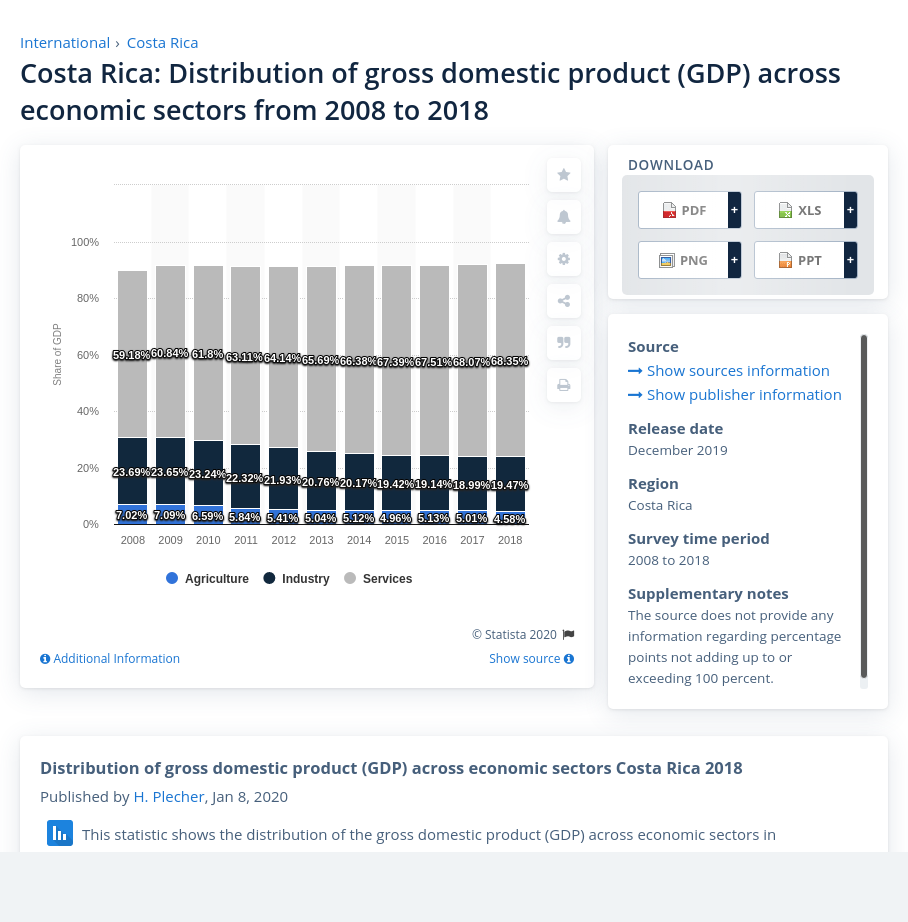 International › Costa Rica
Costa Rica: Distribution of gross domestic product (GDP) across
economic sectors from 2008 to 2018
DOWNLOAD
PDF +
XLS +
PNG +
PPT +
Share of GDP
100%
80%
60%
40%
20%
0%
59.18% 60.84% 61.8% 63.11% 64.14% 65.69% 66.38% 67.39% 67.51% 68.07% 68.35%
23.69% 23.65% 23.24% 22.32% 21.93% 20.76% 20.17% 19.42% 19.14% 18.99% 19.47%
7.02% 7.09% 6.59% 5.84% 5.41% 5.04% 5.12% 4.96% 5.13% 5.01% 4.58%
2008 2009 2010 2011 2012 2013 2014 2015 2016 2017 2018
Agriculture Industry Services
© Statista 2020
Additional Information
Show source
Source
Show sources information
Show publisher information
Release date
December 2019
Region
Costa Rica
Survey time period
2008 to 2018
Supplementary notes
The source does not provide any
information regarding percentage
points not adding up to or
exceeding 100 percent.
Distribution of gross domestic product (GDP) across economic sectors Costa Rica 2018
Published by H. Plecher, Jan 8, 2020
This statistic shows the distribution of the gross domestic product (GDP) across economic sectors in